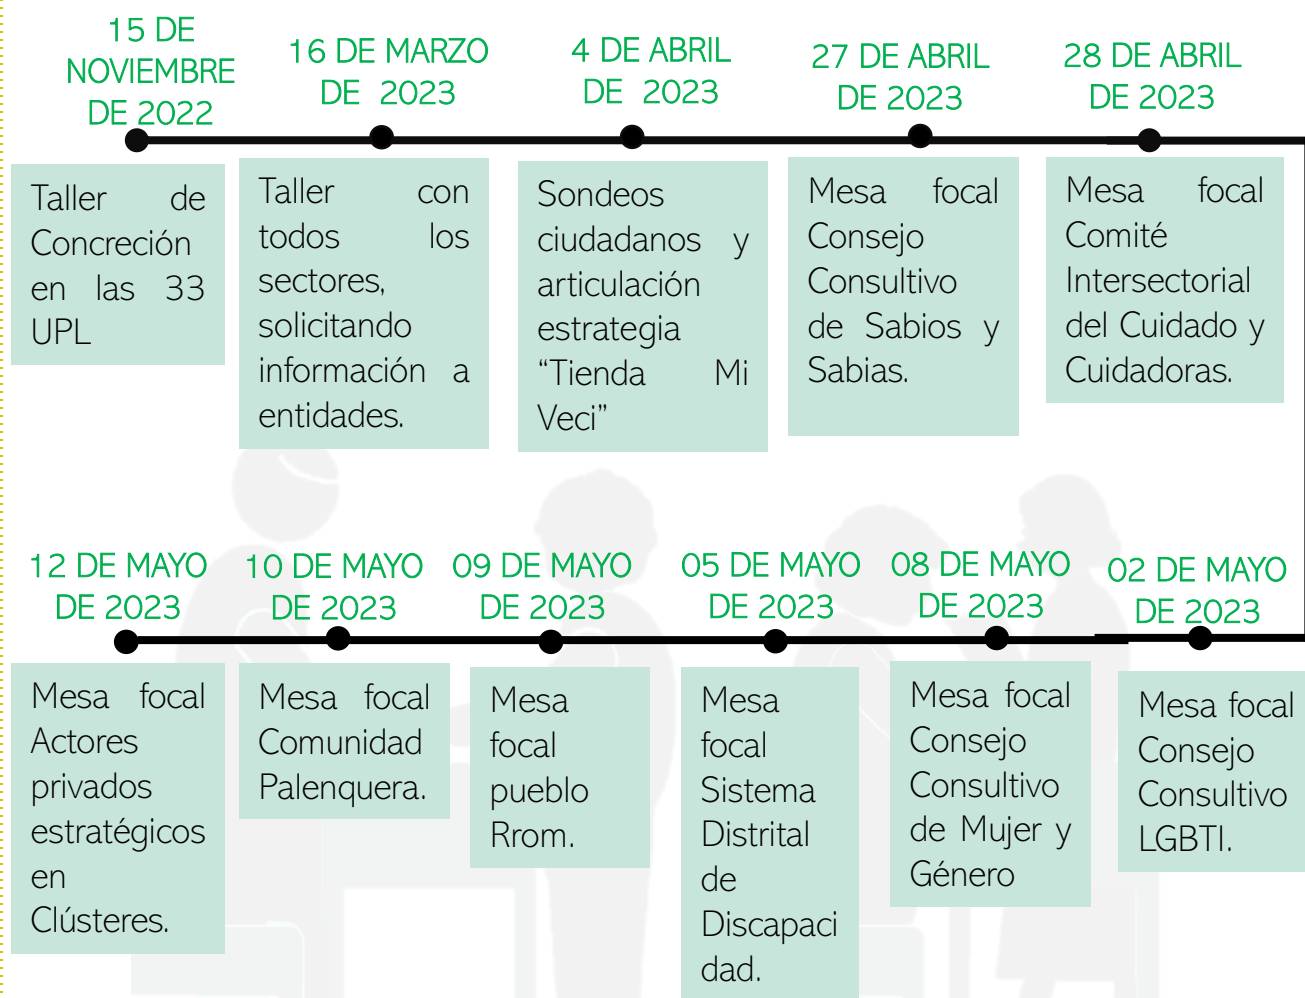 15 DE
NOVIEMBRE
DE 2022
Taller de
Concreción
en las 33
UPL
16 DE MARZO
DE 2023
Taller con
todos los
sectores,
solicitando
información a
entidades.
4 DE ABRIL
DE 2023
Sondeos
ciudadanos y
articulación
estrategia
“Tienda Mi
Veci”
27 DE ABRIL
DE 2023
Mesa focal
Consejo
Consultivo
de Sabios y
Sabias.
28 DE ABRIL
DE 2023
Mesa focal
Comité
Intersectorial
del Cuidado y
Cuidadoras.
12 DE MAYO
DE 2023
Mesa focal
Actores
privados
estratégicos
en
Clústeres.
10 DE MAYO
DE 2023
Mesa focal
Comunidad
Palenquera.
09 DE MAYO
DE 2023
Mesa
focal
pueblo
Rrom.
05 DE MAYO
DE 2023
Mesa
focal
Sistema
Distrital
de
Discapaci
dad.
08 DE MAYO
DE 2023
Mesa focal
Consejo
Consultivo
de Mujer y
Género
02 DE MAYO
DE 2023
Mesa focal
Consejo
Consultivo
LGBTI.